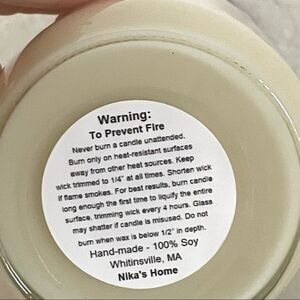 Warning:
To Prevent Fire
Never burn a candle unattended.
Burn only on heat-resistant surfaces
away from other heat sources. Keep
wick trimmed to 1/4" at all times. Shorten wick
if flame smokes. For best results, burn candle
long enough the first time to liquify the entire
surface, trimming wick every 4 hours. Glass
may shatter if candle is misused. Do not
burn when wax is below 1/2" in depth.
Hand-made - 100% Soy
Whitinsville, MA
Nika's Home